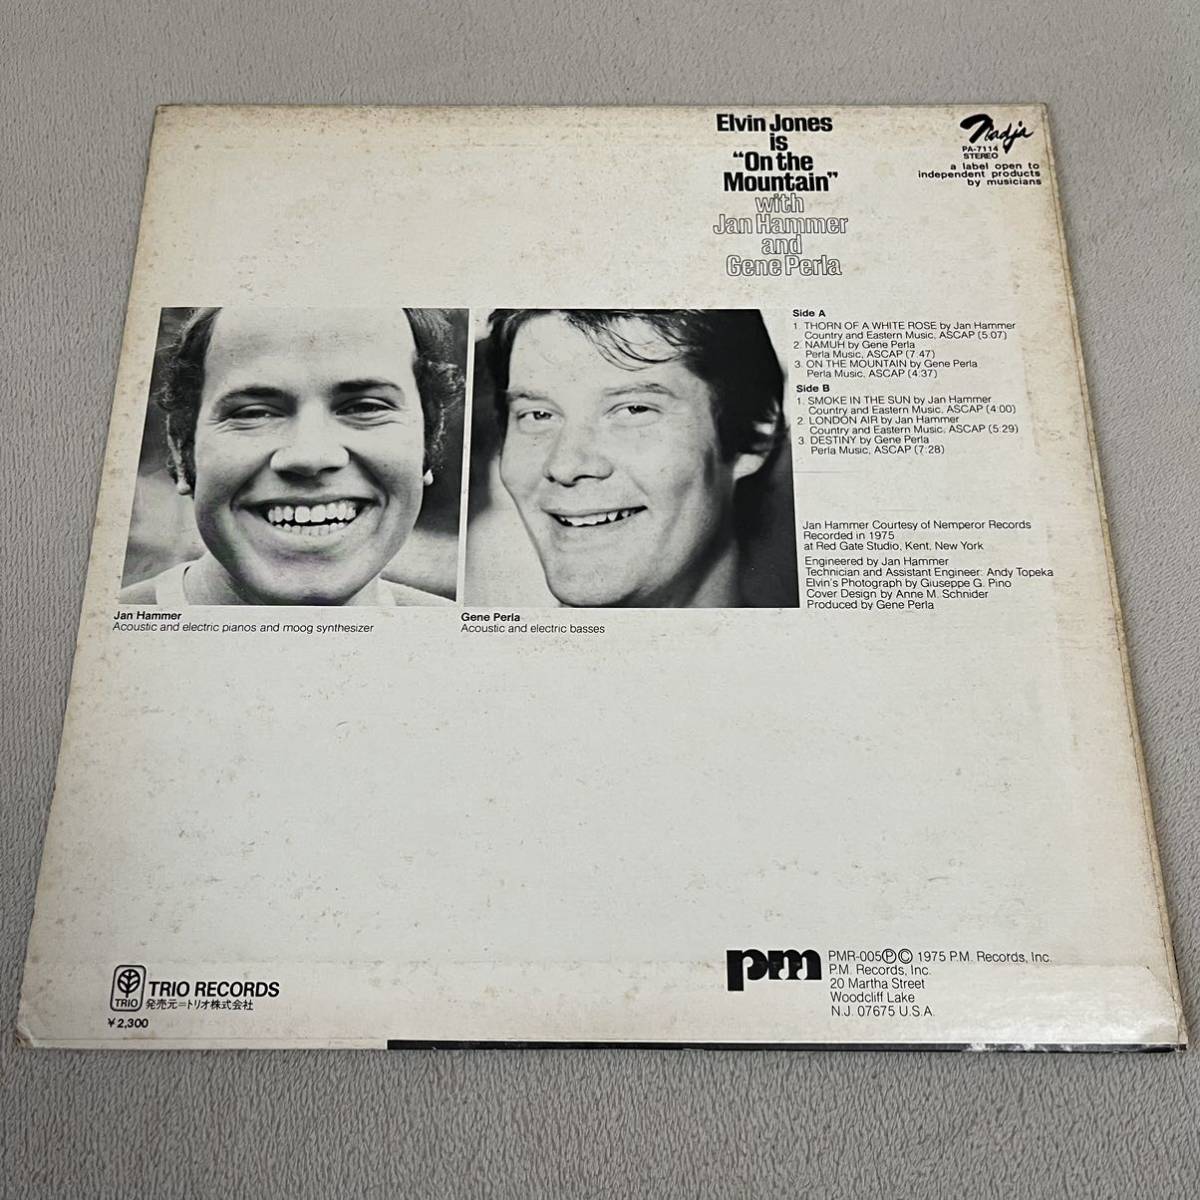 Elvin Jones
is
"On the
Mountain"
with
Jan Hammer
and
Gene Perla
Nadja
PA-7114
STEREO
a label open to
independent products
by musicians
Side A
1. THORN OF A WHITE ROSE by Jan Hammer
Country and Eastern Music, ASCAP (5:07)
2. NAMUH by Gene Perla
Perla Music, ASCAP (7:47)
3. ON THE MOUNTAIN by Gene Perla
Perla Music, ASCAP (4:37)
Side B
1. SMOKE IN THE SUN by Jan Hammer
Country and Eastern Music, ASCAP (4:00)
2. LONDON AIR by Jan Hammer
Country and Eastern Music, ASCAP (5:29)
3. DESTINY by Gene Perla
Perla Music, ASCAP (7:28)
Jan Hammer Courtesy of Nemperor Records
Recorded in 1975
at Red Gate Studio, Kent, New York
Engineered by Jan Hammer
Technician and Assistant Engineer: Andy Topeka
Elvin's Photograph by Giuseppe G. Pino
Cover Design by Anne M. Schnider
Produced by Gene Perla
Jan Hammer
Acoustic and electric pianos and moog synthesizer
Gene Perla
Acoustic and electric basses
TRIO
TRIO RECORDS
発売元=トリオ株式会社
¥2,300
pm
PMR-005 Ⓟ Ⓒ 1975 P.M. Records, Inc.
P.M. Records, Inc.
20 Martha Street
Woodcliff Lake
N.J. 07675 U.S.A.